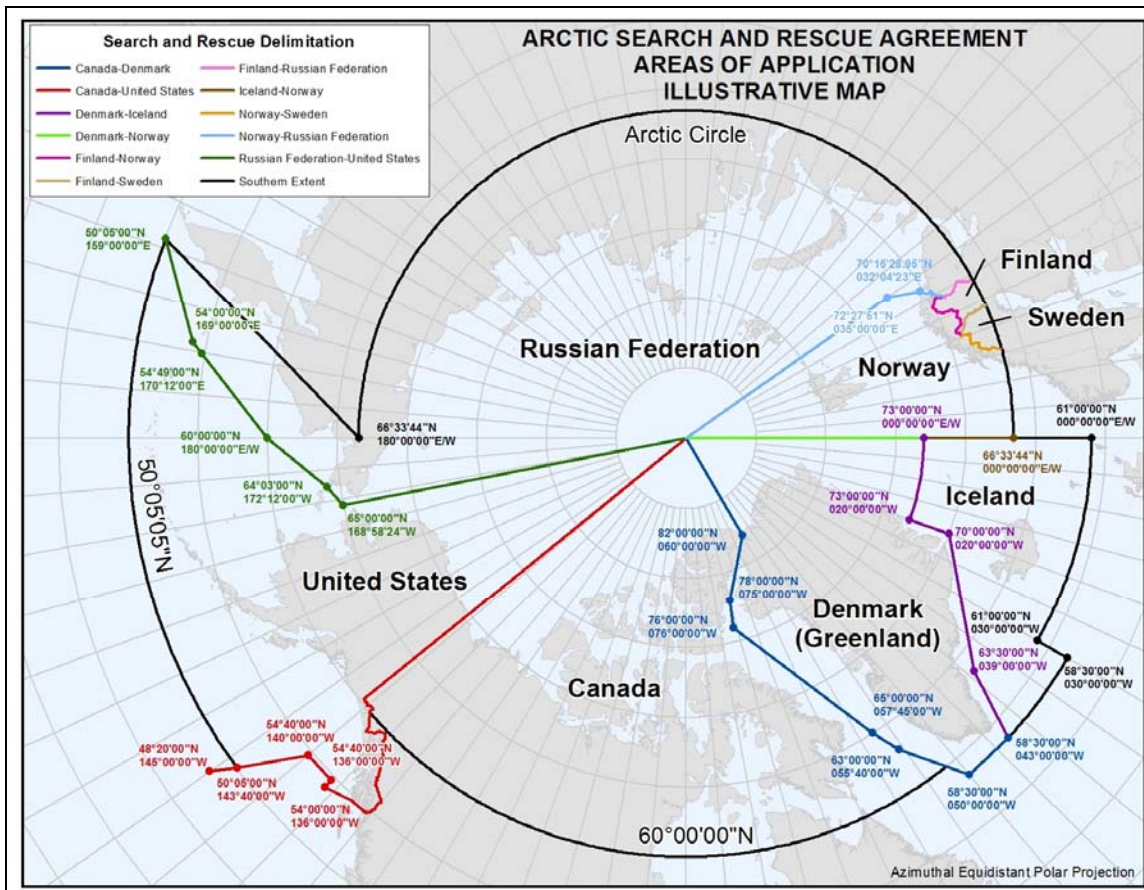 Search and Rescue Delimitation
Canada-Denmark
Canada-United States
Denmark-Iceland
Denmark-Norway
Finland-Norway
Finland-Sweden
Finland-Russian Federation
Iceland-Norway
Norway-Sweden
Norway-Russian Federation
Russian Federation-United States
Southern Extent
ARCTIC SEARCH AND RESCUE AGREEMENT
AREAS OF APPLICATION
ILLUSTRATIVE MAP
Arctic Circle
50°05'00"N
159°00'00"E
54°00'00"N
169°00'00"E
54°49'00"N
170°12'00"E
60°00'00"N
180°00'00"E/W
64°03'00"N
172°12'00"W
65°00'00"N
168°58'24"W
66°33'44"N
180°00'00"E/W
70°16'28.95"N
032°04'23"E
72°27'51"N
035°00'00"E
Finland
Sweden
Norway
Russian Federation
73°00'00"N
000°00'00"E/W
61°00'00"N
000°00'00"E/W
66°33'44"N
000°00'00"E/W
Iceland
73°00'00"N
020°00'00"W
70°00'00"N
020°00'00"W
82°00'00"N
060°00'00"W
78°00'00"N
075°00'00"W
76°00'00"N
076°00'00"W
United States
Denmark
(Greenland)
61°00'00"N
030°00'00"W
63°30'00"N
039°00'00"W
58°30'00"N
030°00'00"W
50°05'05"N
Canada
65°00'00"N
057°45'00"W
63°00'00"N
055°40'00"W
58°30'00"N
043°00'00"W
58°30'00"N
050°00'00"W
48°20'00"N
145°00'00"W
50°05'00"N
143°40'00"W
54°40'00"N
140°00'00"W
54°40'00"N
136°00'00"W
54°00'00"N
136°00'00"W
60°00'00"N
Azimuthal Equidistant Polar Projection